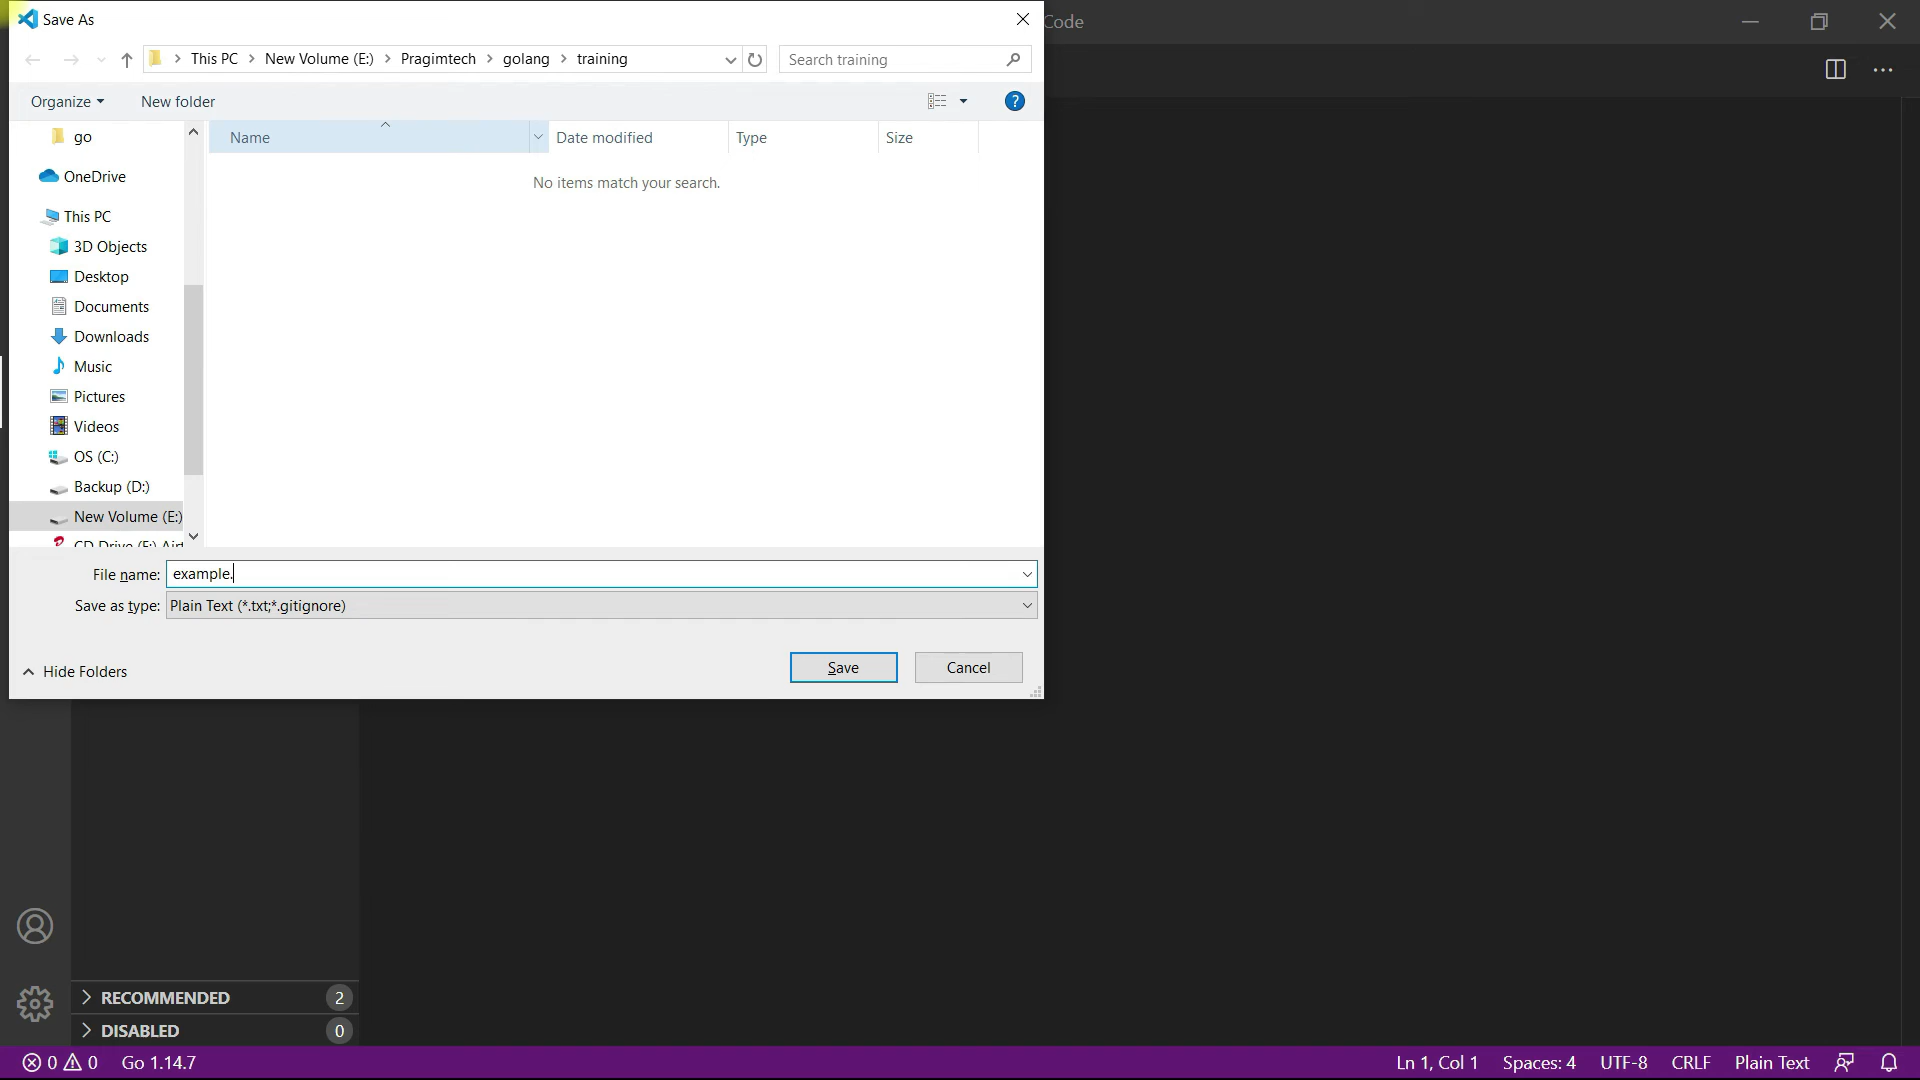 Save As
Code
This PC
New Volume (E:)
Pragimtech
golang
training
Search training
Organize
New folder
?
go
OneDrive
This PC
3D Objects
Desktop
Documents
Downloads
Music
Pictures
Videos
OS (C:)
Backup (D:)
New Volume (E:)
CD Drive (F:) Airt
Name
Date modified
Type
Size
No items match your search.
File name:
example.
Save as type:
Plain Text (*.txt;*.gitignore)
Hide Folders
Save
Cancel
RECOMMENDED
2
DISABLED
0
0
0
Go 1.14.7
Ln 1, Col 1
Spaces: 4
UTF-8
CRLF
Plain Text